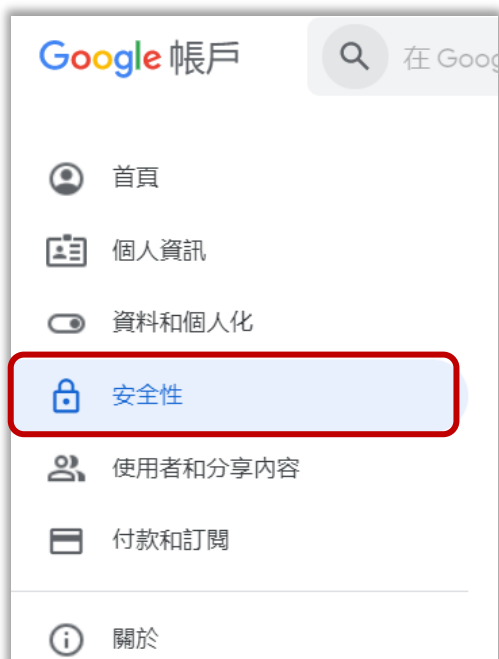 Google 帳戶
在 Goog
首頁
個人資訊
資料和個人化
安全性
使用者和分享內容
付款和訂閱
關於